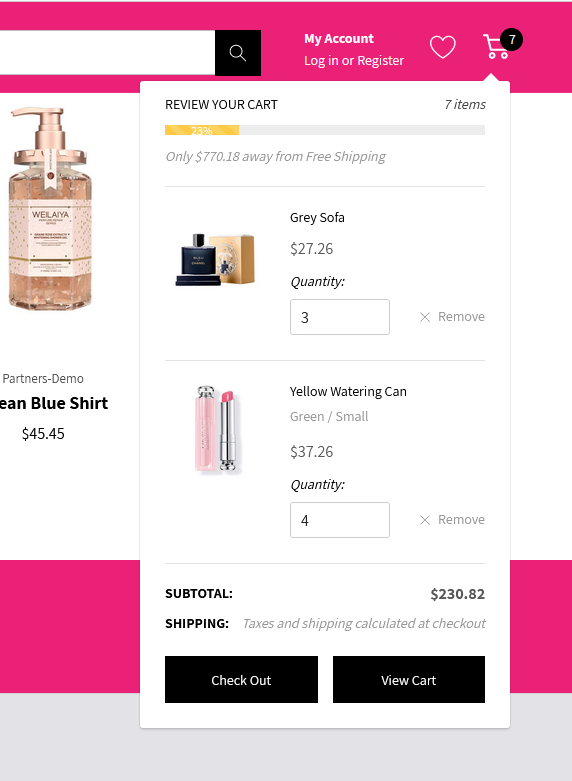 My Account
Log in or Register
7
REVIEW YOUR CART
7 items
23%
Only $770.18 away from Free Shipping
WEILAIYA
Grey Sofa
$27.26
Quantity:
3
Remove
Partners-Demo
ean Blue Shirt
$45.45
Yellow Watering Can
Green / Small
$37.26
Quantity:
4
Remove
SUBTOTAL:
$230.82
SHIPPING:
Taxes and shipping calculated at checkout
Check Out
View Cart